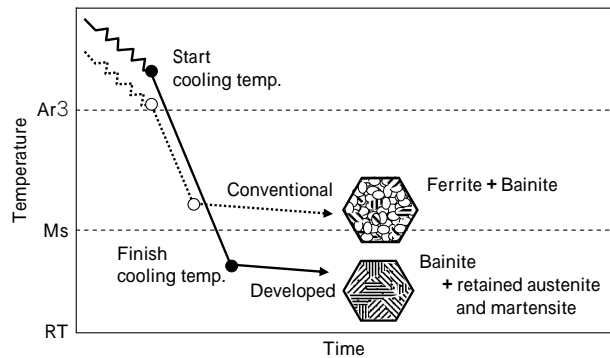 Temperature
Start
cooling temp.
Ar3
Conventional
Ferrite + Bainite
Ms
Finish
cooling temp.
Developed
Bainite
+ retained austenite
and martensite
RT
Time